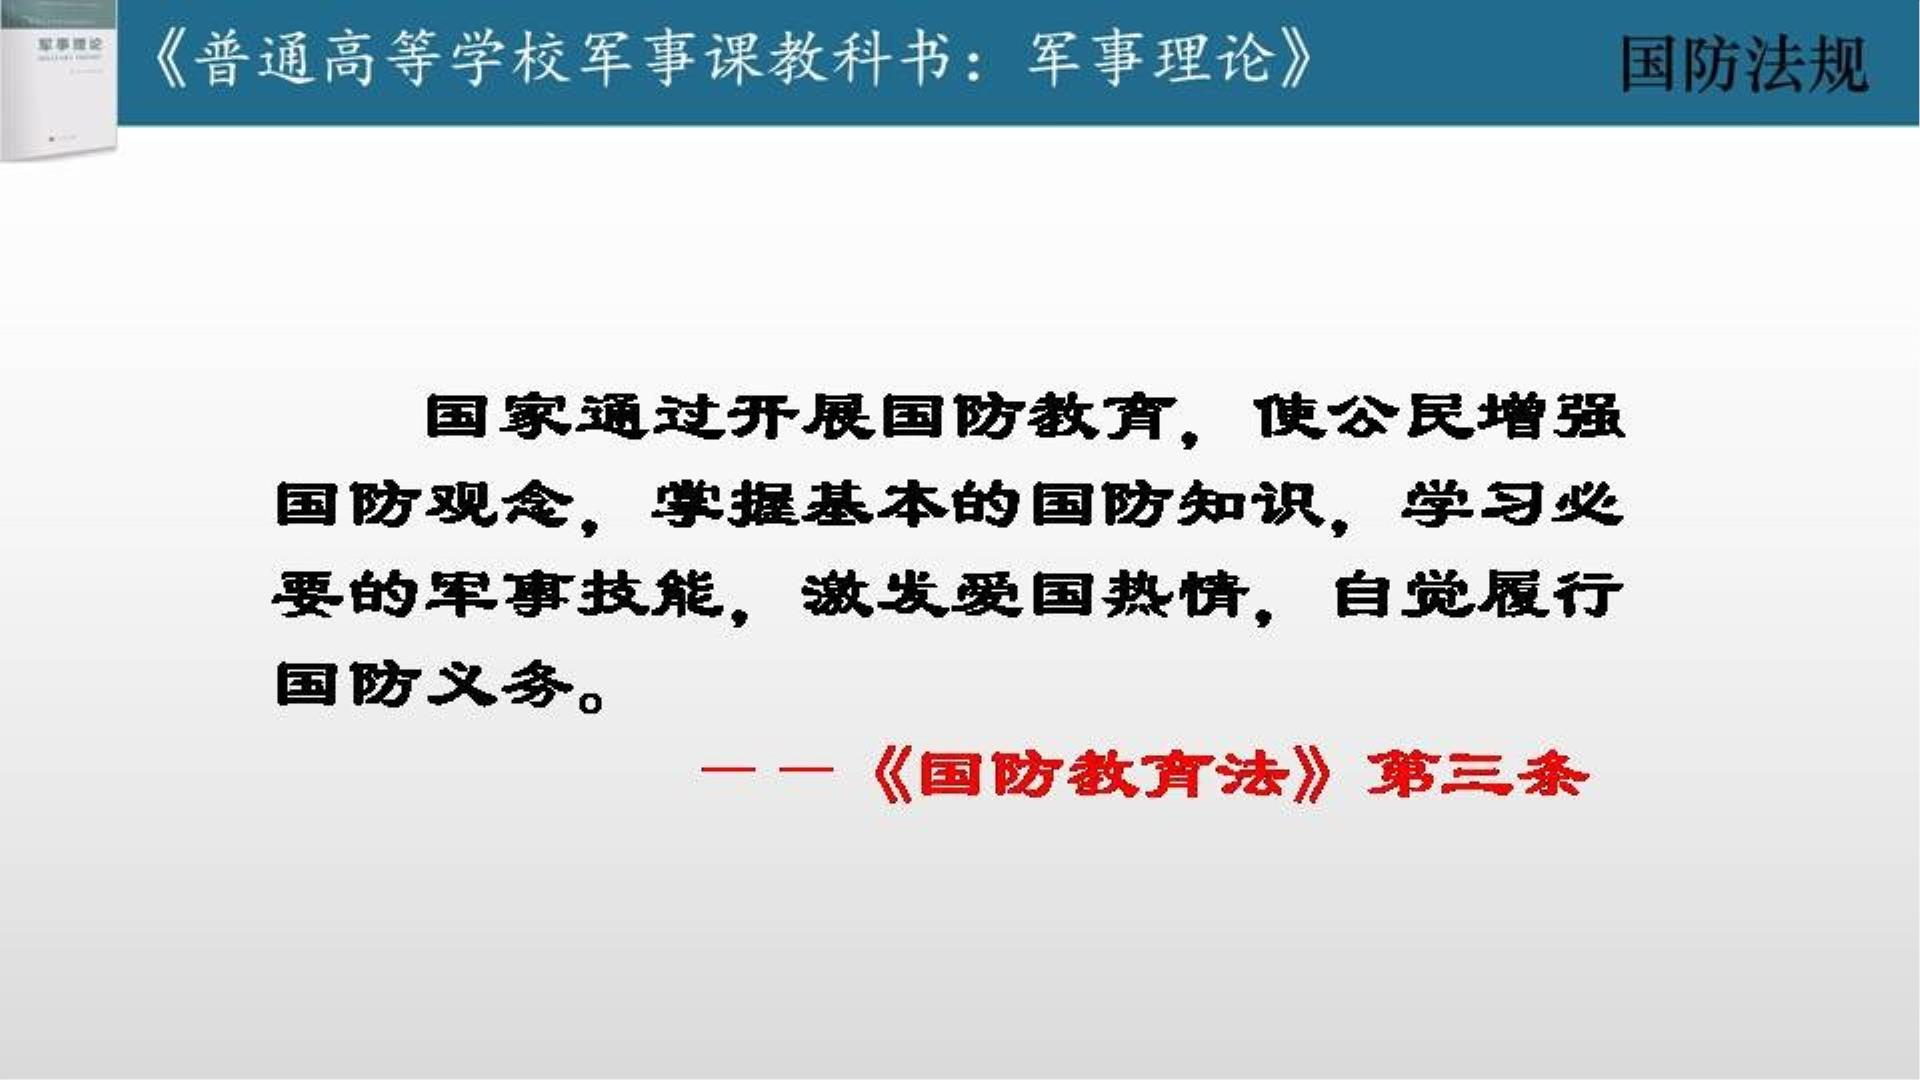 军事理论
《普通高等学校军事课教科书：军事理论》
国防法规
国家通过开展国防教育，使公民增强
国防观念，掌握基本的国防知识，学习必
要的军事技能，激发爱国热情，自觉履行
国防义务。
——《国防教育法》第三条